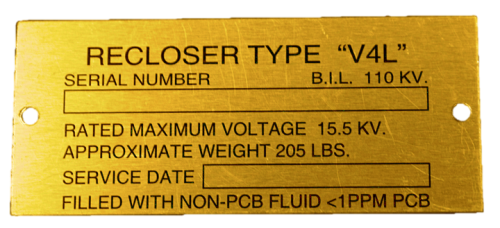 RECLOSER TYPE "V4L"
SERIAL NUMBER B.I.L. 110 KV.
RATED MAXIMUM VOLTAGE 15.5 KV.
APPROXIMATE WEIGHT 205 LBS.
SERVICE DATE
FILLED WITH NON-PCB FLUID <1PPM PCB